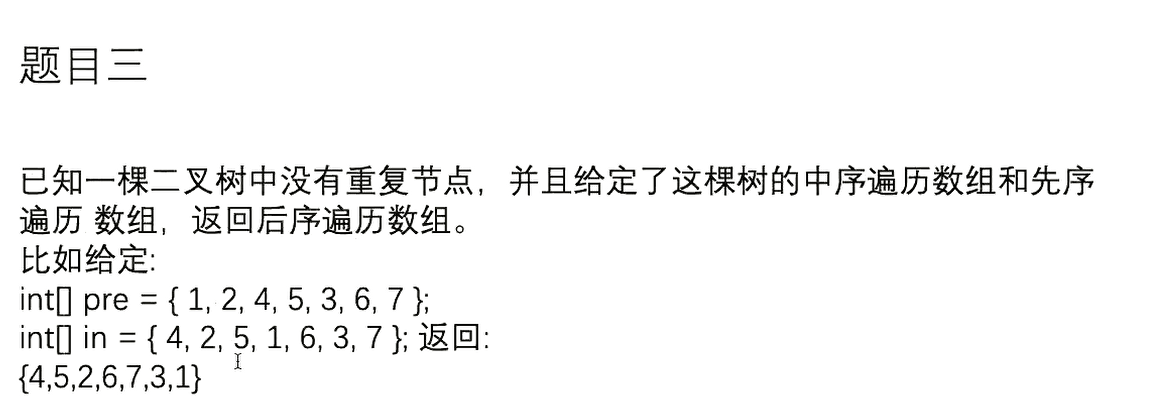 题目三
已知一棵二叉树中没有重复节点，并且给定了这棵树的中序遍历数组和先序
遍历 数组，返回后序遍历数组。
比如给定:
int[] pre = { 1, 2, 4, 5, 3, 6, 7 };
int[] in = { 4, 2, 5, 1, 6, 3, 7 }; 返回:
{4,5,2,6,7,3,1}